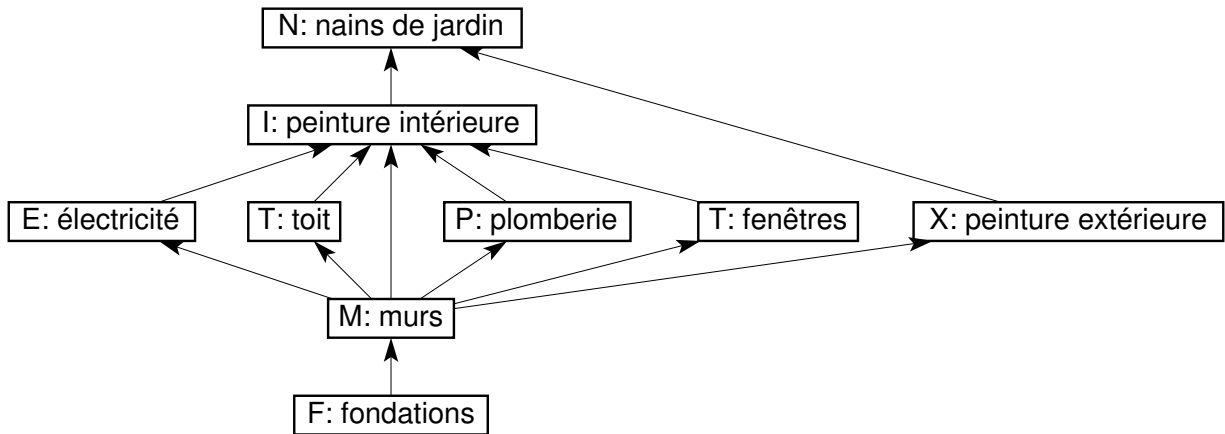 N: nains de jardin
I: peinture intérieure
E: électricité
T: toit
P: plomberie
T: fenêtres
X: peinture extérieure
M: murs
F: fondations